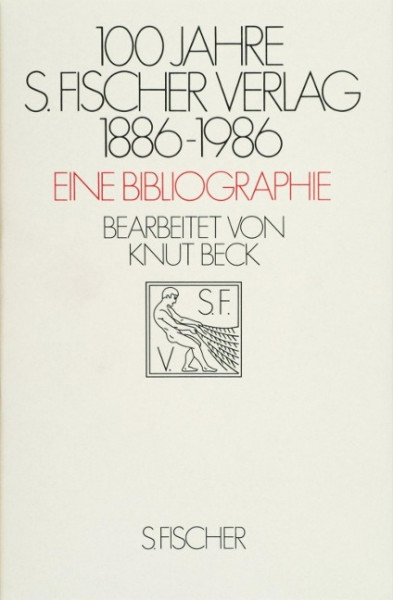 100 JAHRE
S. FISCHER VERLAG
1886-1986
EINE BIBLIOGRAPHIE
BEARBEITET VON
KNUT BECK
S.F.
V.
S. FISCHER